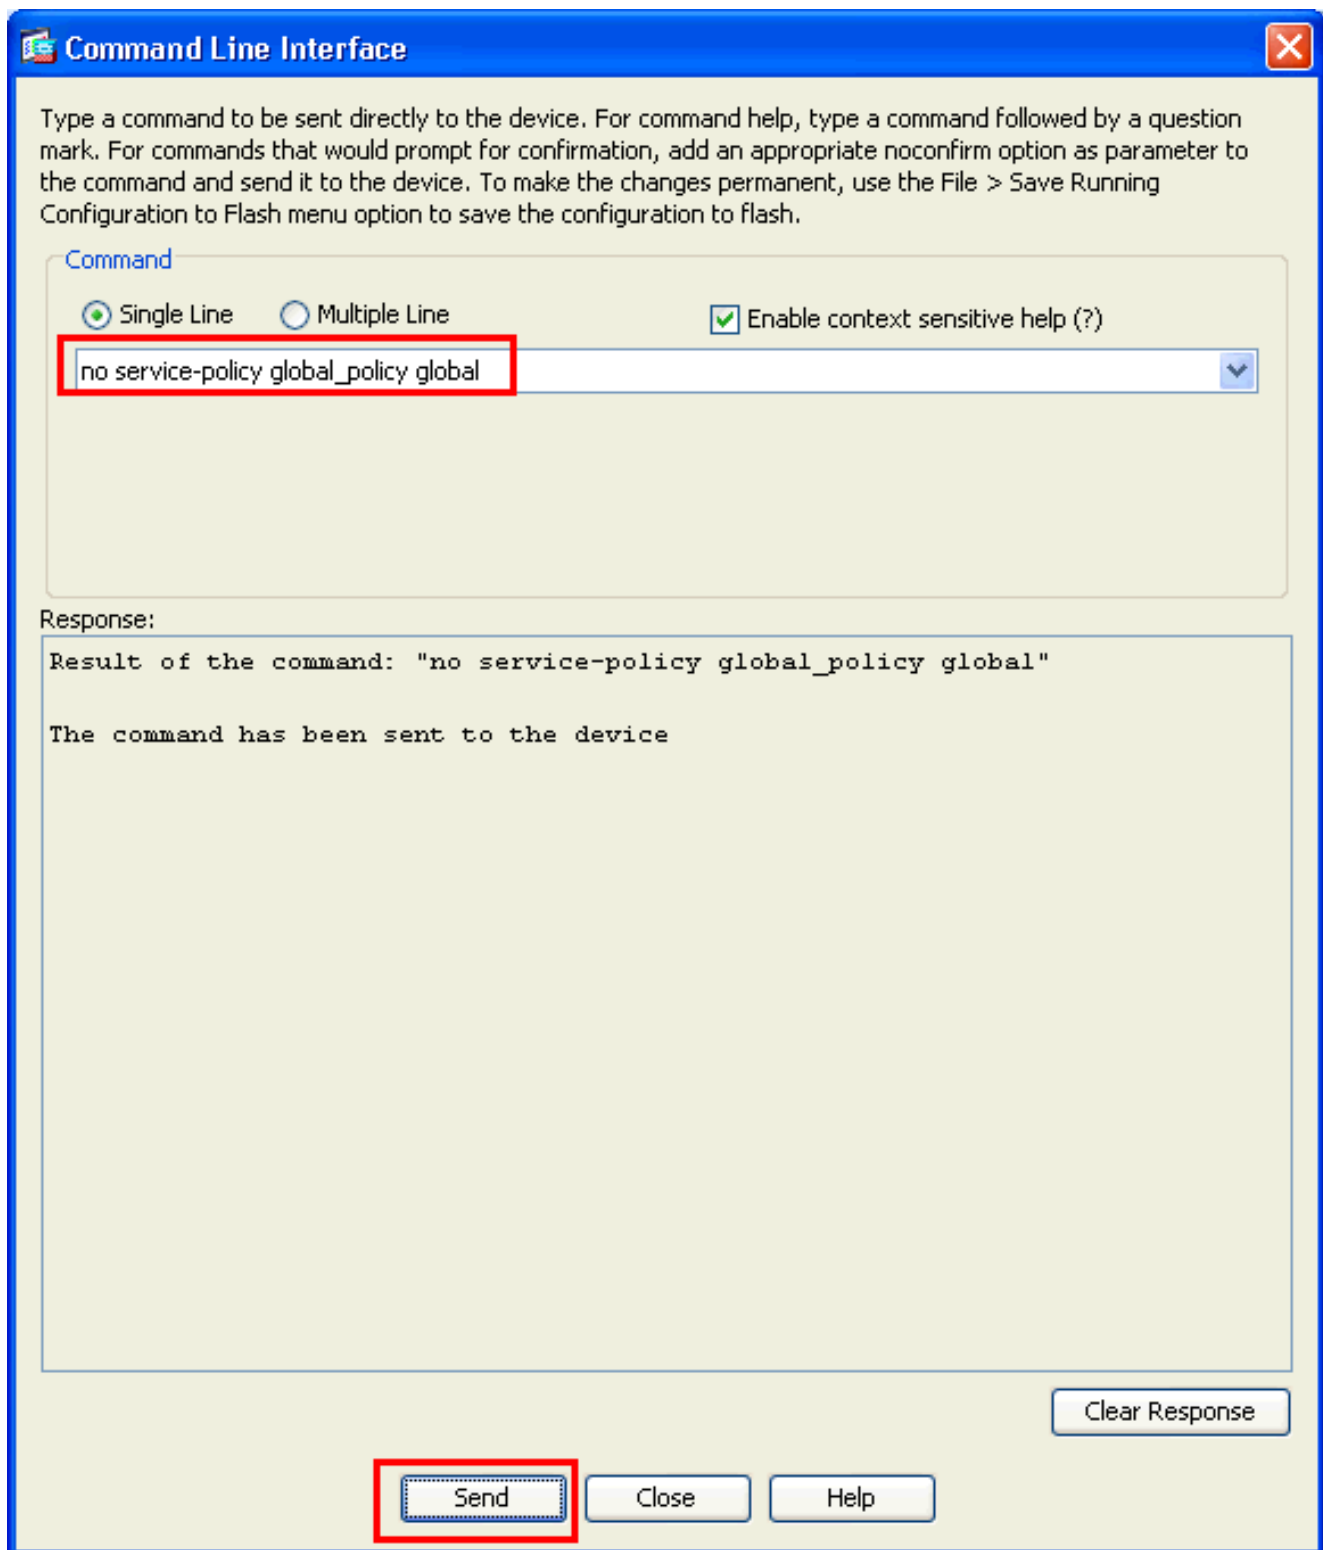 Command Line Interface
Type a command to be sent directly to the device. For command help, type a command followed by a question
mark. For commands that would prompt for confirmation, add an appropriate noconfirm option as parameter to
the command and send it to the device. To make the changes permanent, use the File > Save Running
Configuration to Flash menu option to save the configuration to flash.
Command
Single Line Multiple Line Enable context sensitive help (?)
no service-policy global_policy global
Response:
Result of the command: "no service-policy global_policy global"
The command has been sent to the device
Clear Response
Send Close Help